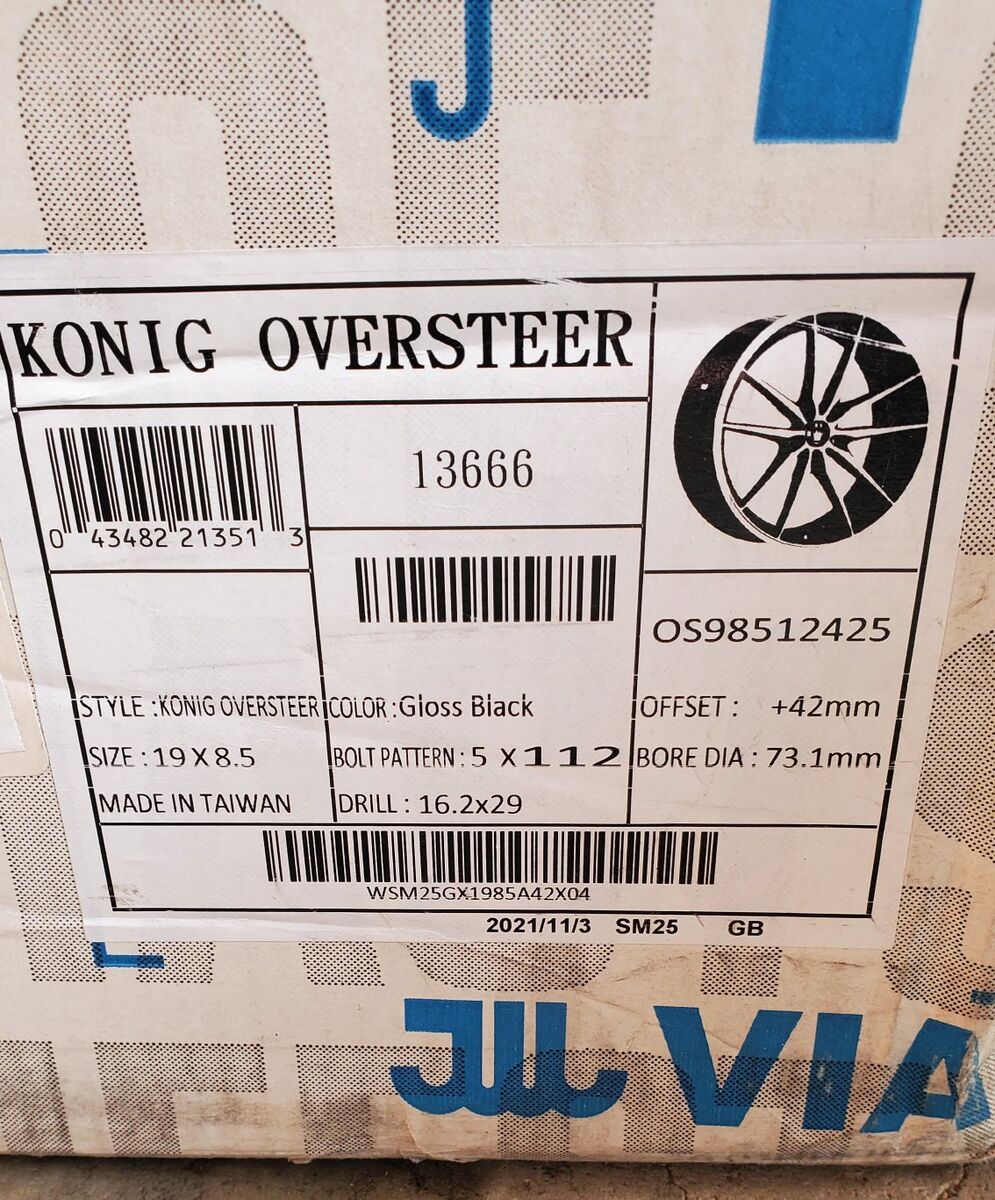 KONIG OVERSTEER
0 43482 21351 3
13666
OS98512425
STYLE :KONIG OVERSTEER
COLOR :Gloss Black
OFFSET : +42mm
SIZE : 19 X 8.5
BOLT PATTERN : 5 X 112
BORE DIA : 73.1mm
MADE IN TAIWAN
DRILL : 16.2x29
WSM25GX1985A42X04
2021/11/3 SM25 GB
JWL VIA